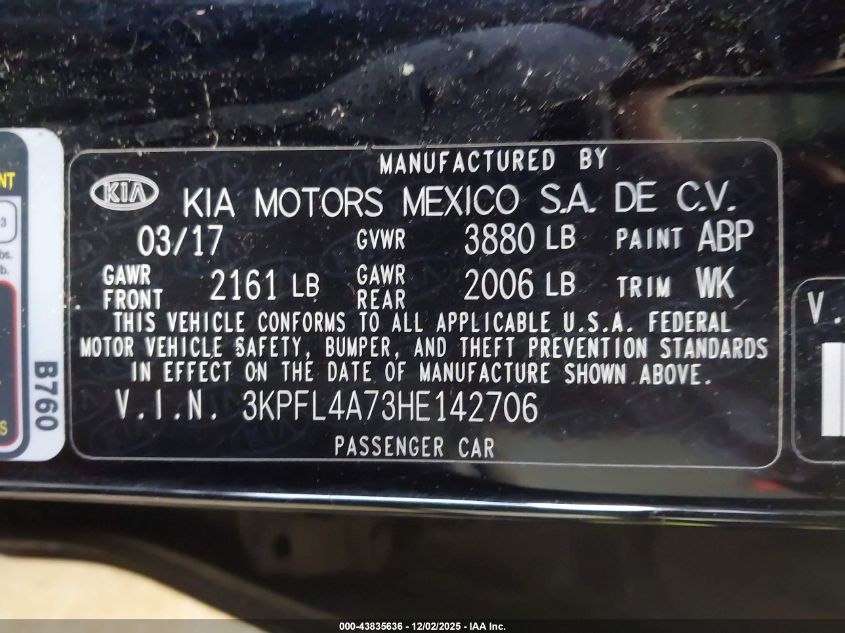 MANUFACTURED BY
KIA KIA MOTORS MEXICO S.A. DE C.V.
03/17 GVWR 3880 LB PAINT ABP
GAWR FRONT 2161 LB GAWR REAR 2006 LB TRIM WK
THIS VEHICLE CONFORMS TO ALL APPLICABLE U.S.A. FEDERAL
MOTOR VEHICLE SAFETY, BUMPER, AND THEFT PREVENTION STANDARDS
IN EFFECT ON THE DATE OF MANUFACTURE SHOWN ABOVE.
V.I.N. 3KPFL4A73HE142706
PASSENGER CAR
B760
V.
000-43835636 - 12/02/2025 - IAA Inc.